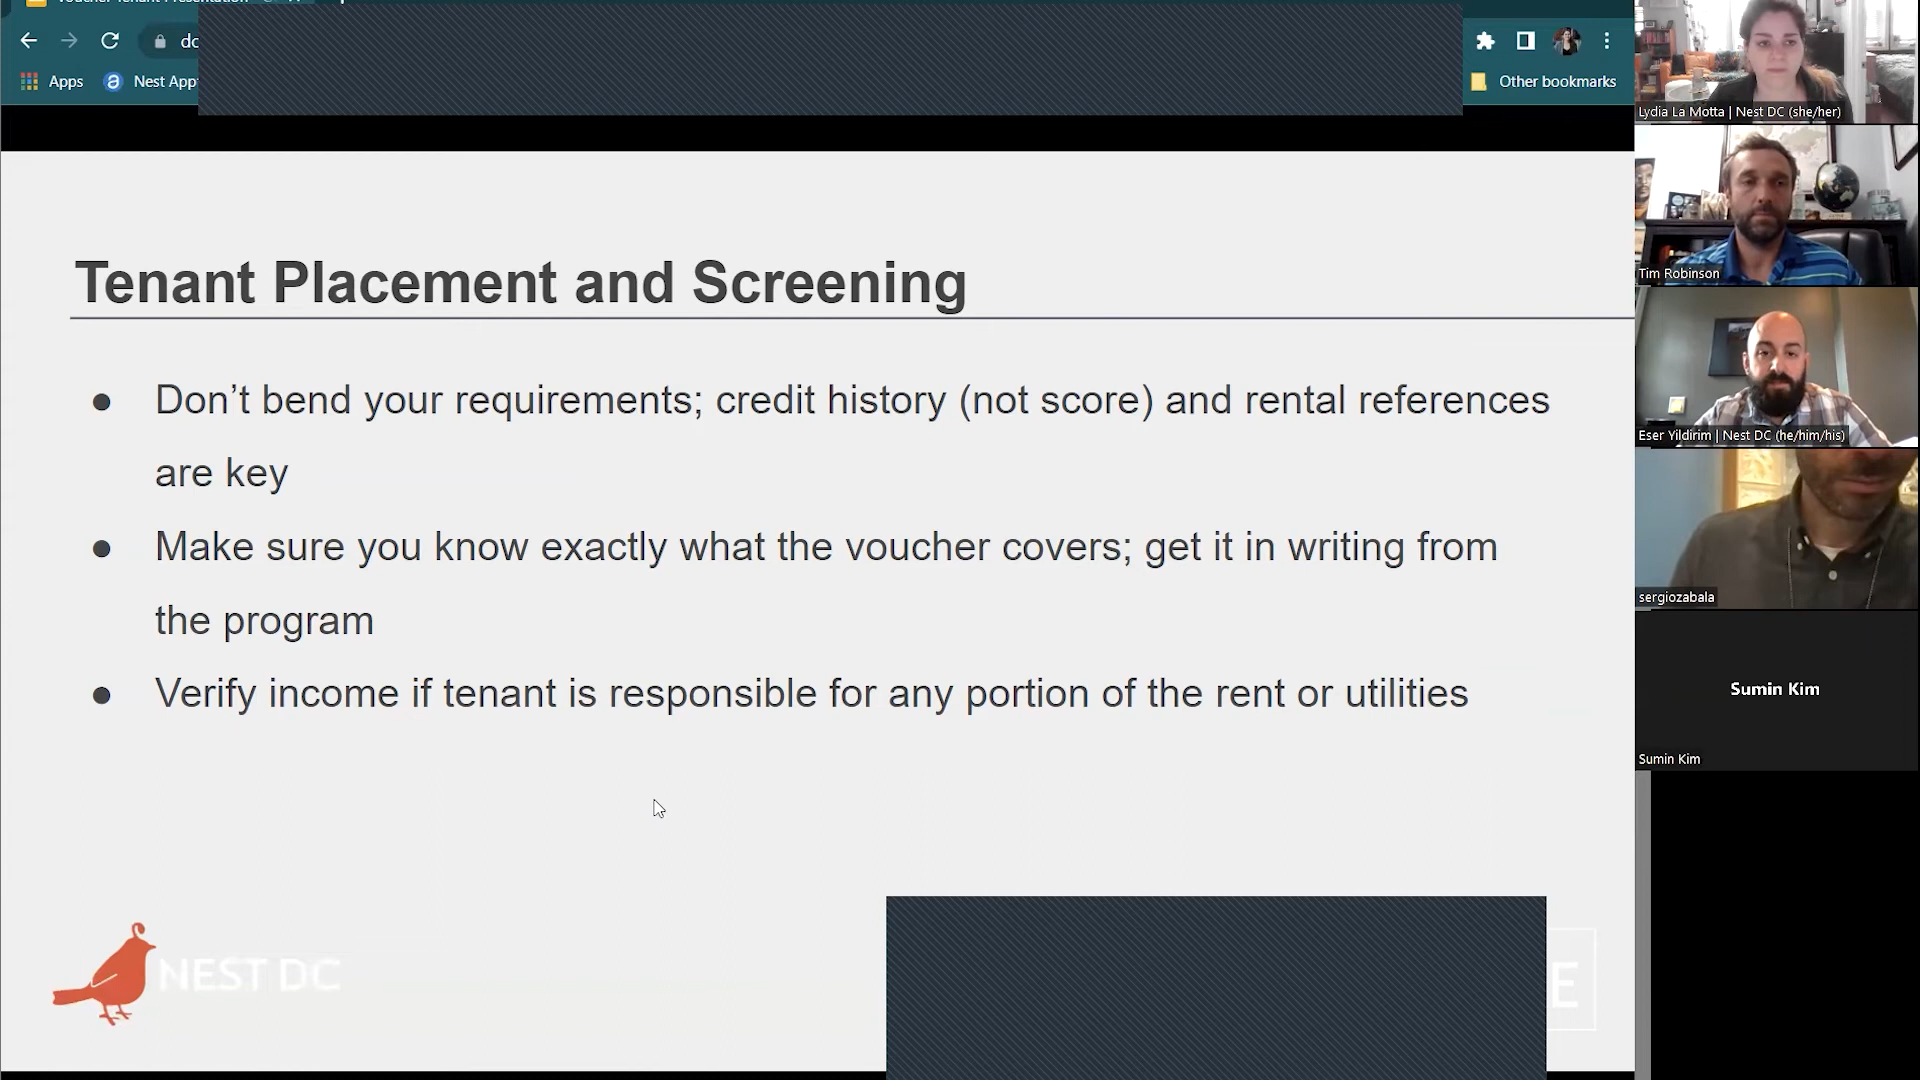 Voucher Tenant Presentation
Apps
Nest App
Other bookmarks
Tenant Placement and Screening
● Don’t bend your requirements; credit history (not score) and rental references
are key
● Make sure you know exactly what the voucher covers; get it in writing from
the program
● Verify income if tenant is responsible for any portion of the rent or utilities
NEST DC
E
Lydia La Motta | Nest DC (she/her)
Tim Robinson
Eser Yildirim | Nest DC (he/him/his)
sergiozabala
Sumin Kim
Sumin Kim